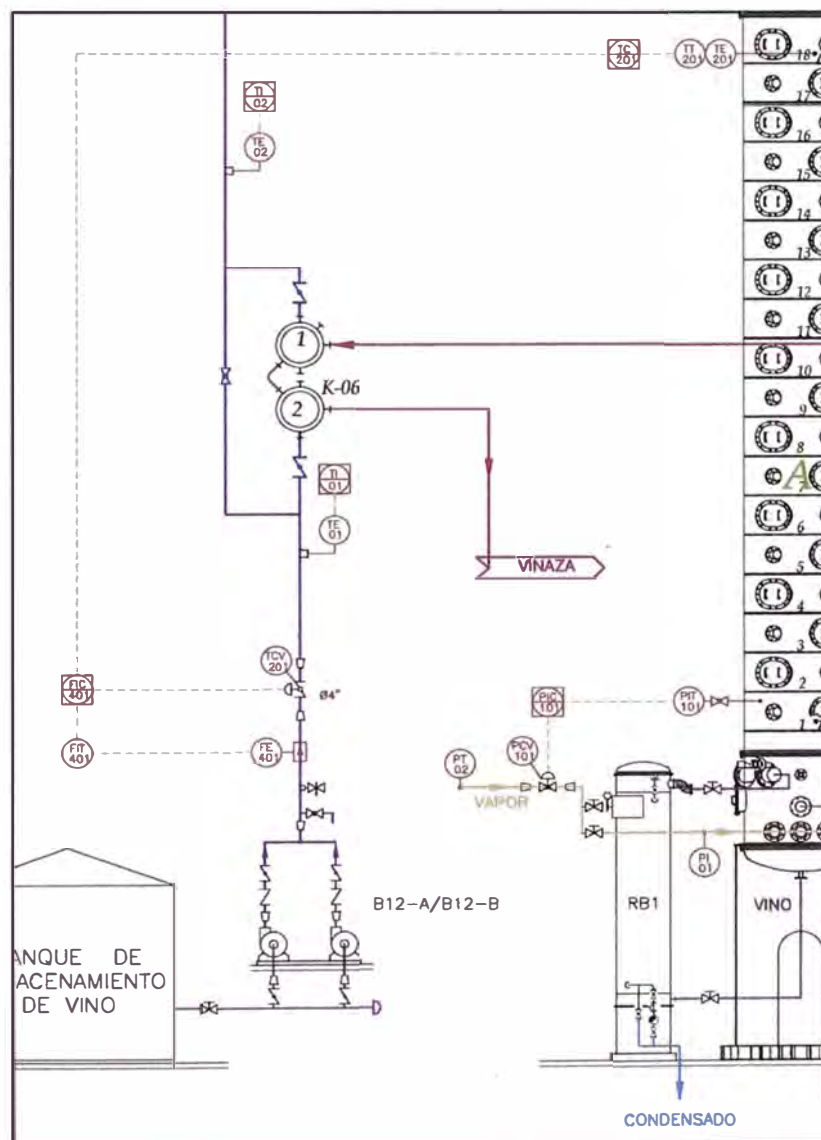 TC
201
TT
201
TE
201
18
17
16
15
14
13
12
11
10
9
8
7
6
5
4
3
2
1
A
TI
02
TE
02
1
2
K-06
TI
01
TE
01
VINAZA
TCV
201
Ø4"
FIC
401
FIT
401
FE
401
PIC
101
PIT
101
PCV
101
PT
02
VAPOR
PI
01
B12-A/B12-B
RB1
VINO
ANQUE DE
ACENAMIENTO
DE VINO
CONDENSADO